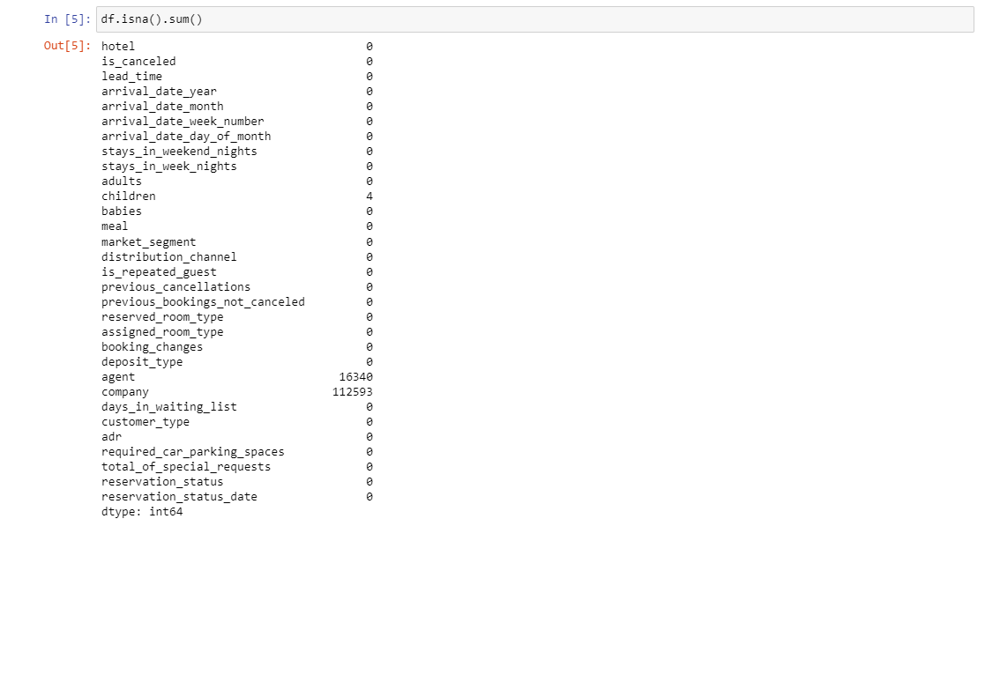 In [5]: df.isna().sum()
Out[5]: hotel 0
is_canceled 0
lead_time 0
arrival_date_year 0
arrival_date_month 0
arrival_date_week_number 0
arrival_date_day_of_month 0
stays_in_weekend_nights 0
stays_in_week_nights 0
adults 0
children 4
babies 0
meal 0
market_segment 0
distribution_channel 0
is_repeated_guest 0
previous_cancellations 0
previous_bookings_not_canceled 0
reserved_room_type 0
assigned_room_type 0
booking_changes 0
deposit_type 0
agent 16340
company 112593
days_in_waiting_list 0
customer_type 0
adr 0
required_car_parking_spaces 0
total_of_special_requests 0
reservation_status 0
reservation_status_date 0
dtype: int64